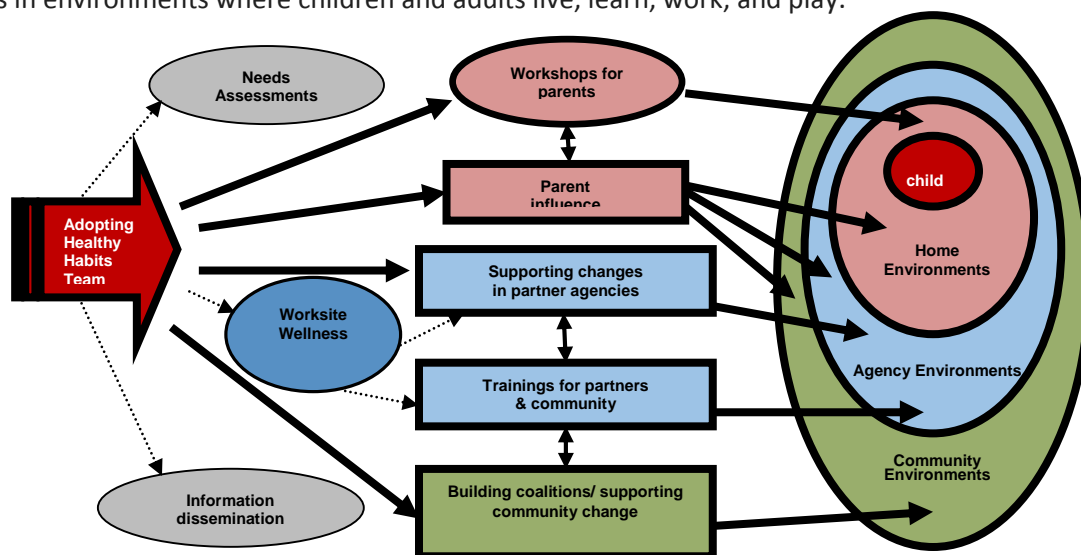 s in environments where children and adults live, learn, work, and play.
Needs
Assessments
Workshops for
parents
Parent
influence
child
Home
Environments
Adopting
Healthy
Habits
Team
Supporting changes
in partner agencies
Worksite
Wellness
Agency Environments
Trainings for partners
& community
Community
Environments
Information
dissemination
Building coalitions/ supporting
community change